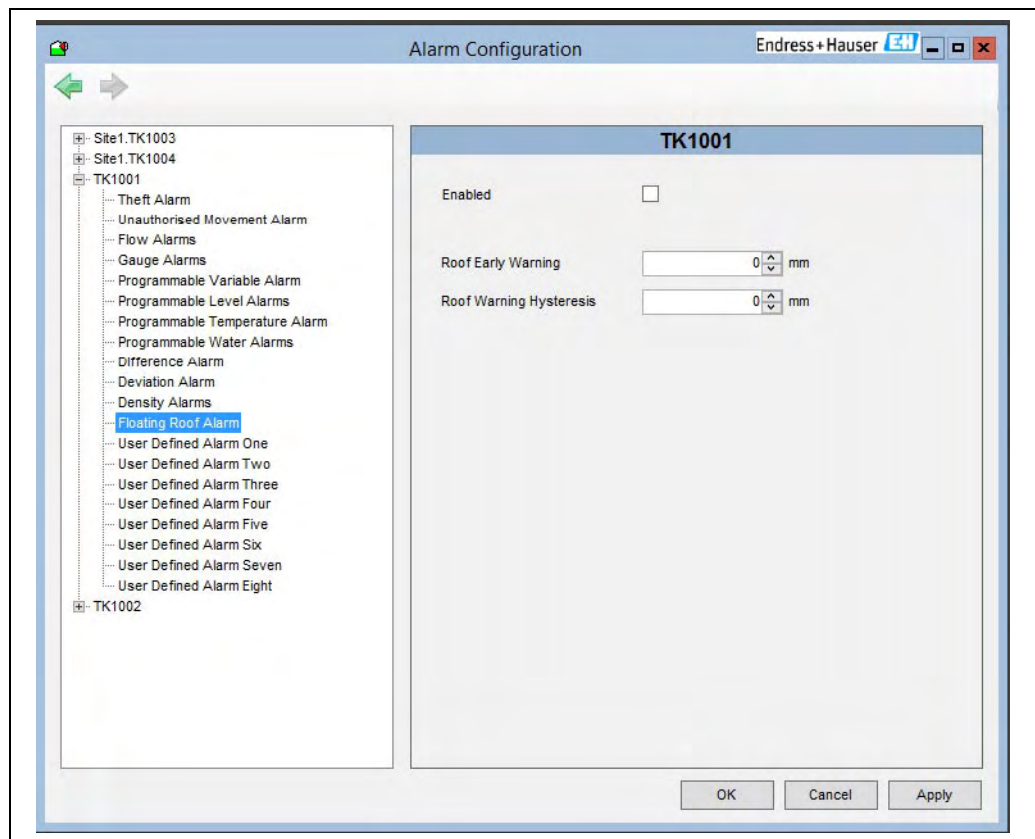 Alarm Configuration
Endress+Hauser EH
Site1.TK1003
Site1.TK1004
TK1001
Theft Alarm
Unauthorised Movement Alarm
Flow Alarms
Gauge Alarms
Programmable Variable Alarm
Programmable Level Alarms
Programmable Temperature Alarm
Programmable Water Alarms
Difference Alarm
Deviation Alarm
Density Alarms
Floating Roof Alarm
User Defined Alarm One
User Defined Alarm Two
User Defined Alarm Three
User Defined Alarm Four
User Defined Alarm Five
User Defined Alarm Six
User Defined Alarm Seven
User Defined Alarm Eight
TK1002
TK1001
Enabled
Roof Early Warning 0 mm
Roof Warning Hysteresis 0 mm
OK Cancel Apply